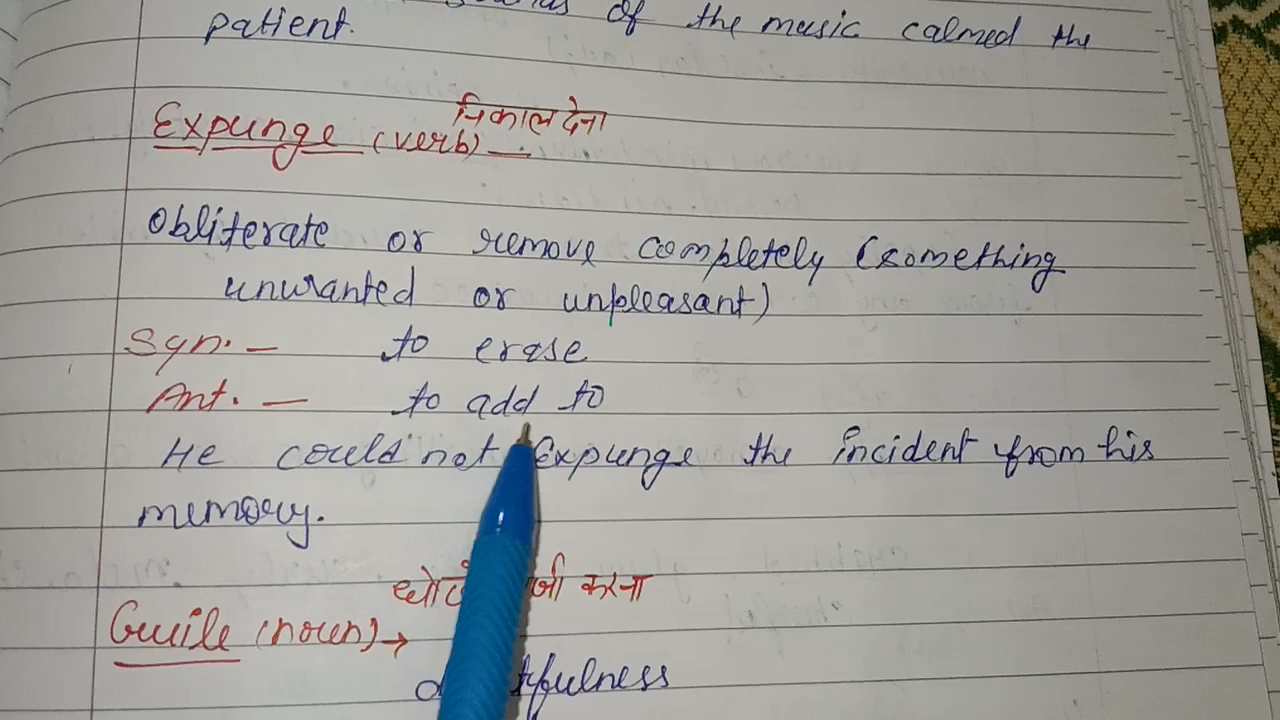 of the music calmed the
patient.
निकाल देना
Expunge (verb) —
Obliterate or remove completely (something
unwanted or unpleasant)
Syn. - to erase
Ant. — to add to
He could not Expunge the incident from his
memory.
करना
Guile (noun) →